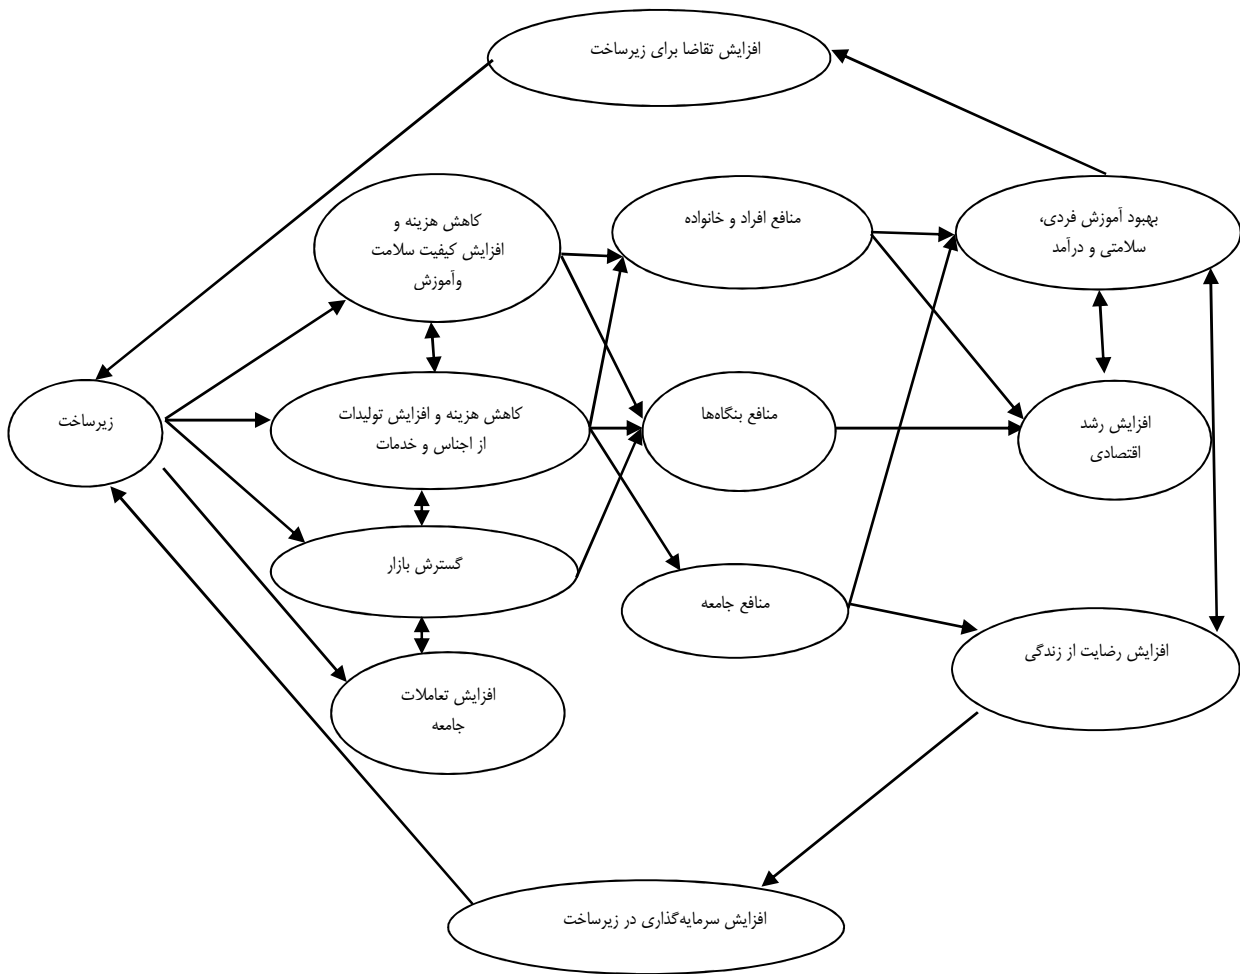 افزایش تقاضا برای زیرساخت
بهبود آموزش فردی،
سلامتی و درآمد
منافع افراد و خانواده
کاهش هزینه و
افزایش کیفیت سلامت
وآموزش
افزایش رشد
اقتصادی
منافع بنگاه‌ها
کاهش هزینه و افزایش تولیدات
از اجناس و خدمات
زیرساخت
گسترش بازار
منافع جامعه
افزایش رضایت از زندگی
افزایش تعاملات
جامعه
افزایش سرمایه‌گذاری در زیرساخت